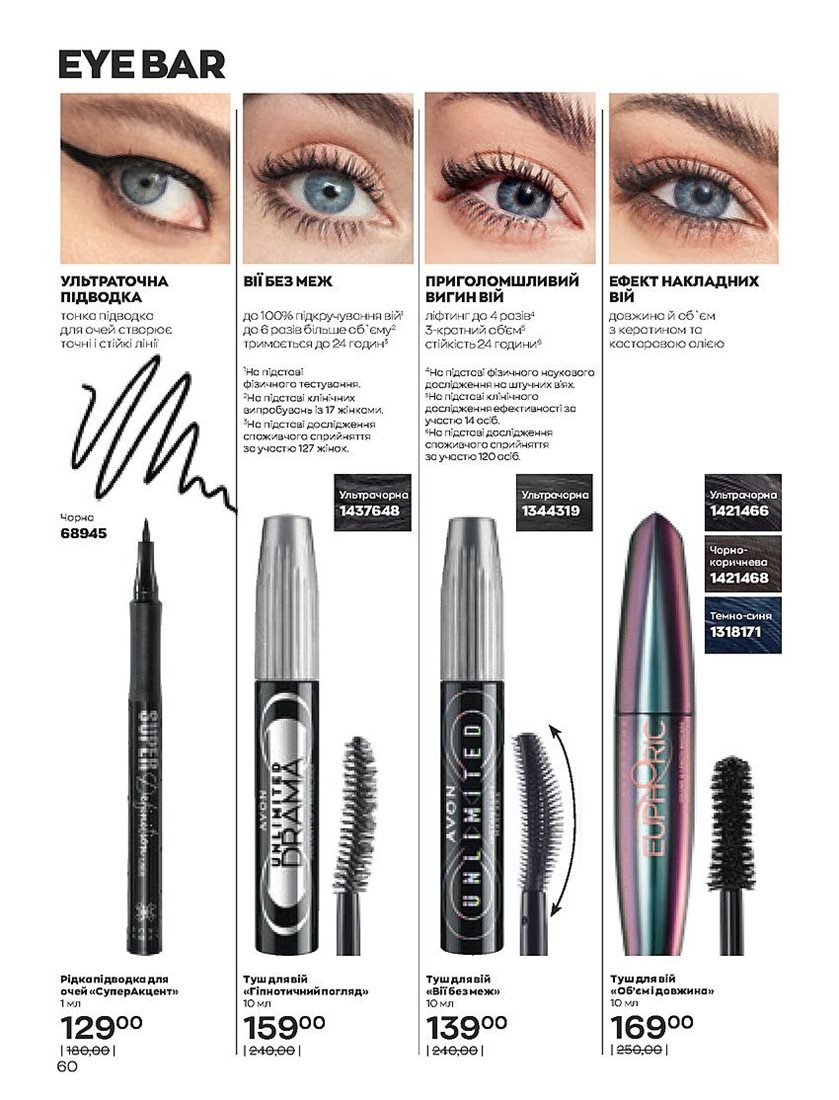 EYE BAR
УЛЬТРАТОЧНА
ПІДВОДКА
тонка підводка
для очей створює
точні і стійкі лінії
Чорна
68945
SUPER
Рідка підводка для
очей «СуперАкцент»
1 мл
129⁰⁰
| 180,00 |
ВІЇ БЕЗ МЕЖ
до 100% підкручування вій¹
до 6 разів більше об`єму²
тримається до 24 годин³
¹На підставі
фізичного тестування.
²На підставі клінічних
випробувань із 17 жінками.
³На підставі дослідження
споживчого сприйняття
за участю 127 жінок.
Ультрачорна
1437648
AVON
UNLIMITED
DRAMA
Туш для вій
«Гіпнотичний погляд»
10 мл
159⁰⁰
| 240,00 |
ПРИГОЛОМШЛИВИЙ
ВИГИН ВІЙ
ліфтинг до 4 разів⁴
3-кратний об'єм⁵
стійкість 24 години⁶
⁴На підставі фізичного наукового
дослідження на штучних віях.
⁵На підставі клінічного
дослідження ефективності за
участю 14 осіб.
⁶На підставі дослідження
споживчого сприйняття
за участю 120 осіб.
Ультрачорна
1344319
AVON
UNLIMITED
Туш для вій
«Вії без меж»
10 мл
139⁰⁰
| 240,00 |
ЕФЕКТ НАКЛАДНИХ
ВІЙ
довжина й об`єм
з кератином та
касторовою олією
Ультрачорна
1421466
Чорно-
коричнева
1421468
Темно-синя
1318171
EUPHORIC
Туш для вій
«Об'єм і довжина»
10 мл
169⁰⁰
| 250,00 |
60